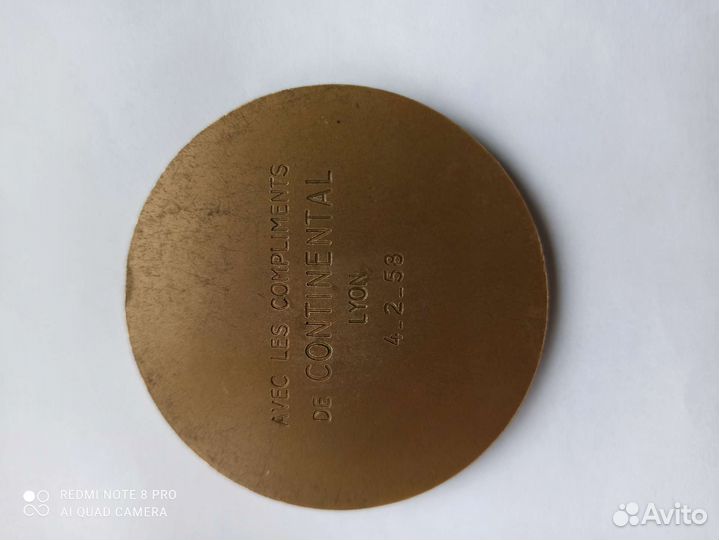 AVEC LES COMPLIMENTS
DE CONTINENTAL
LYON
4-2-58
REDMI NOTE 8 PRO
AI QUAD CAMERA
Avito